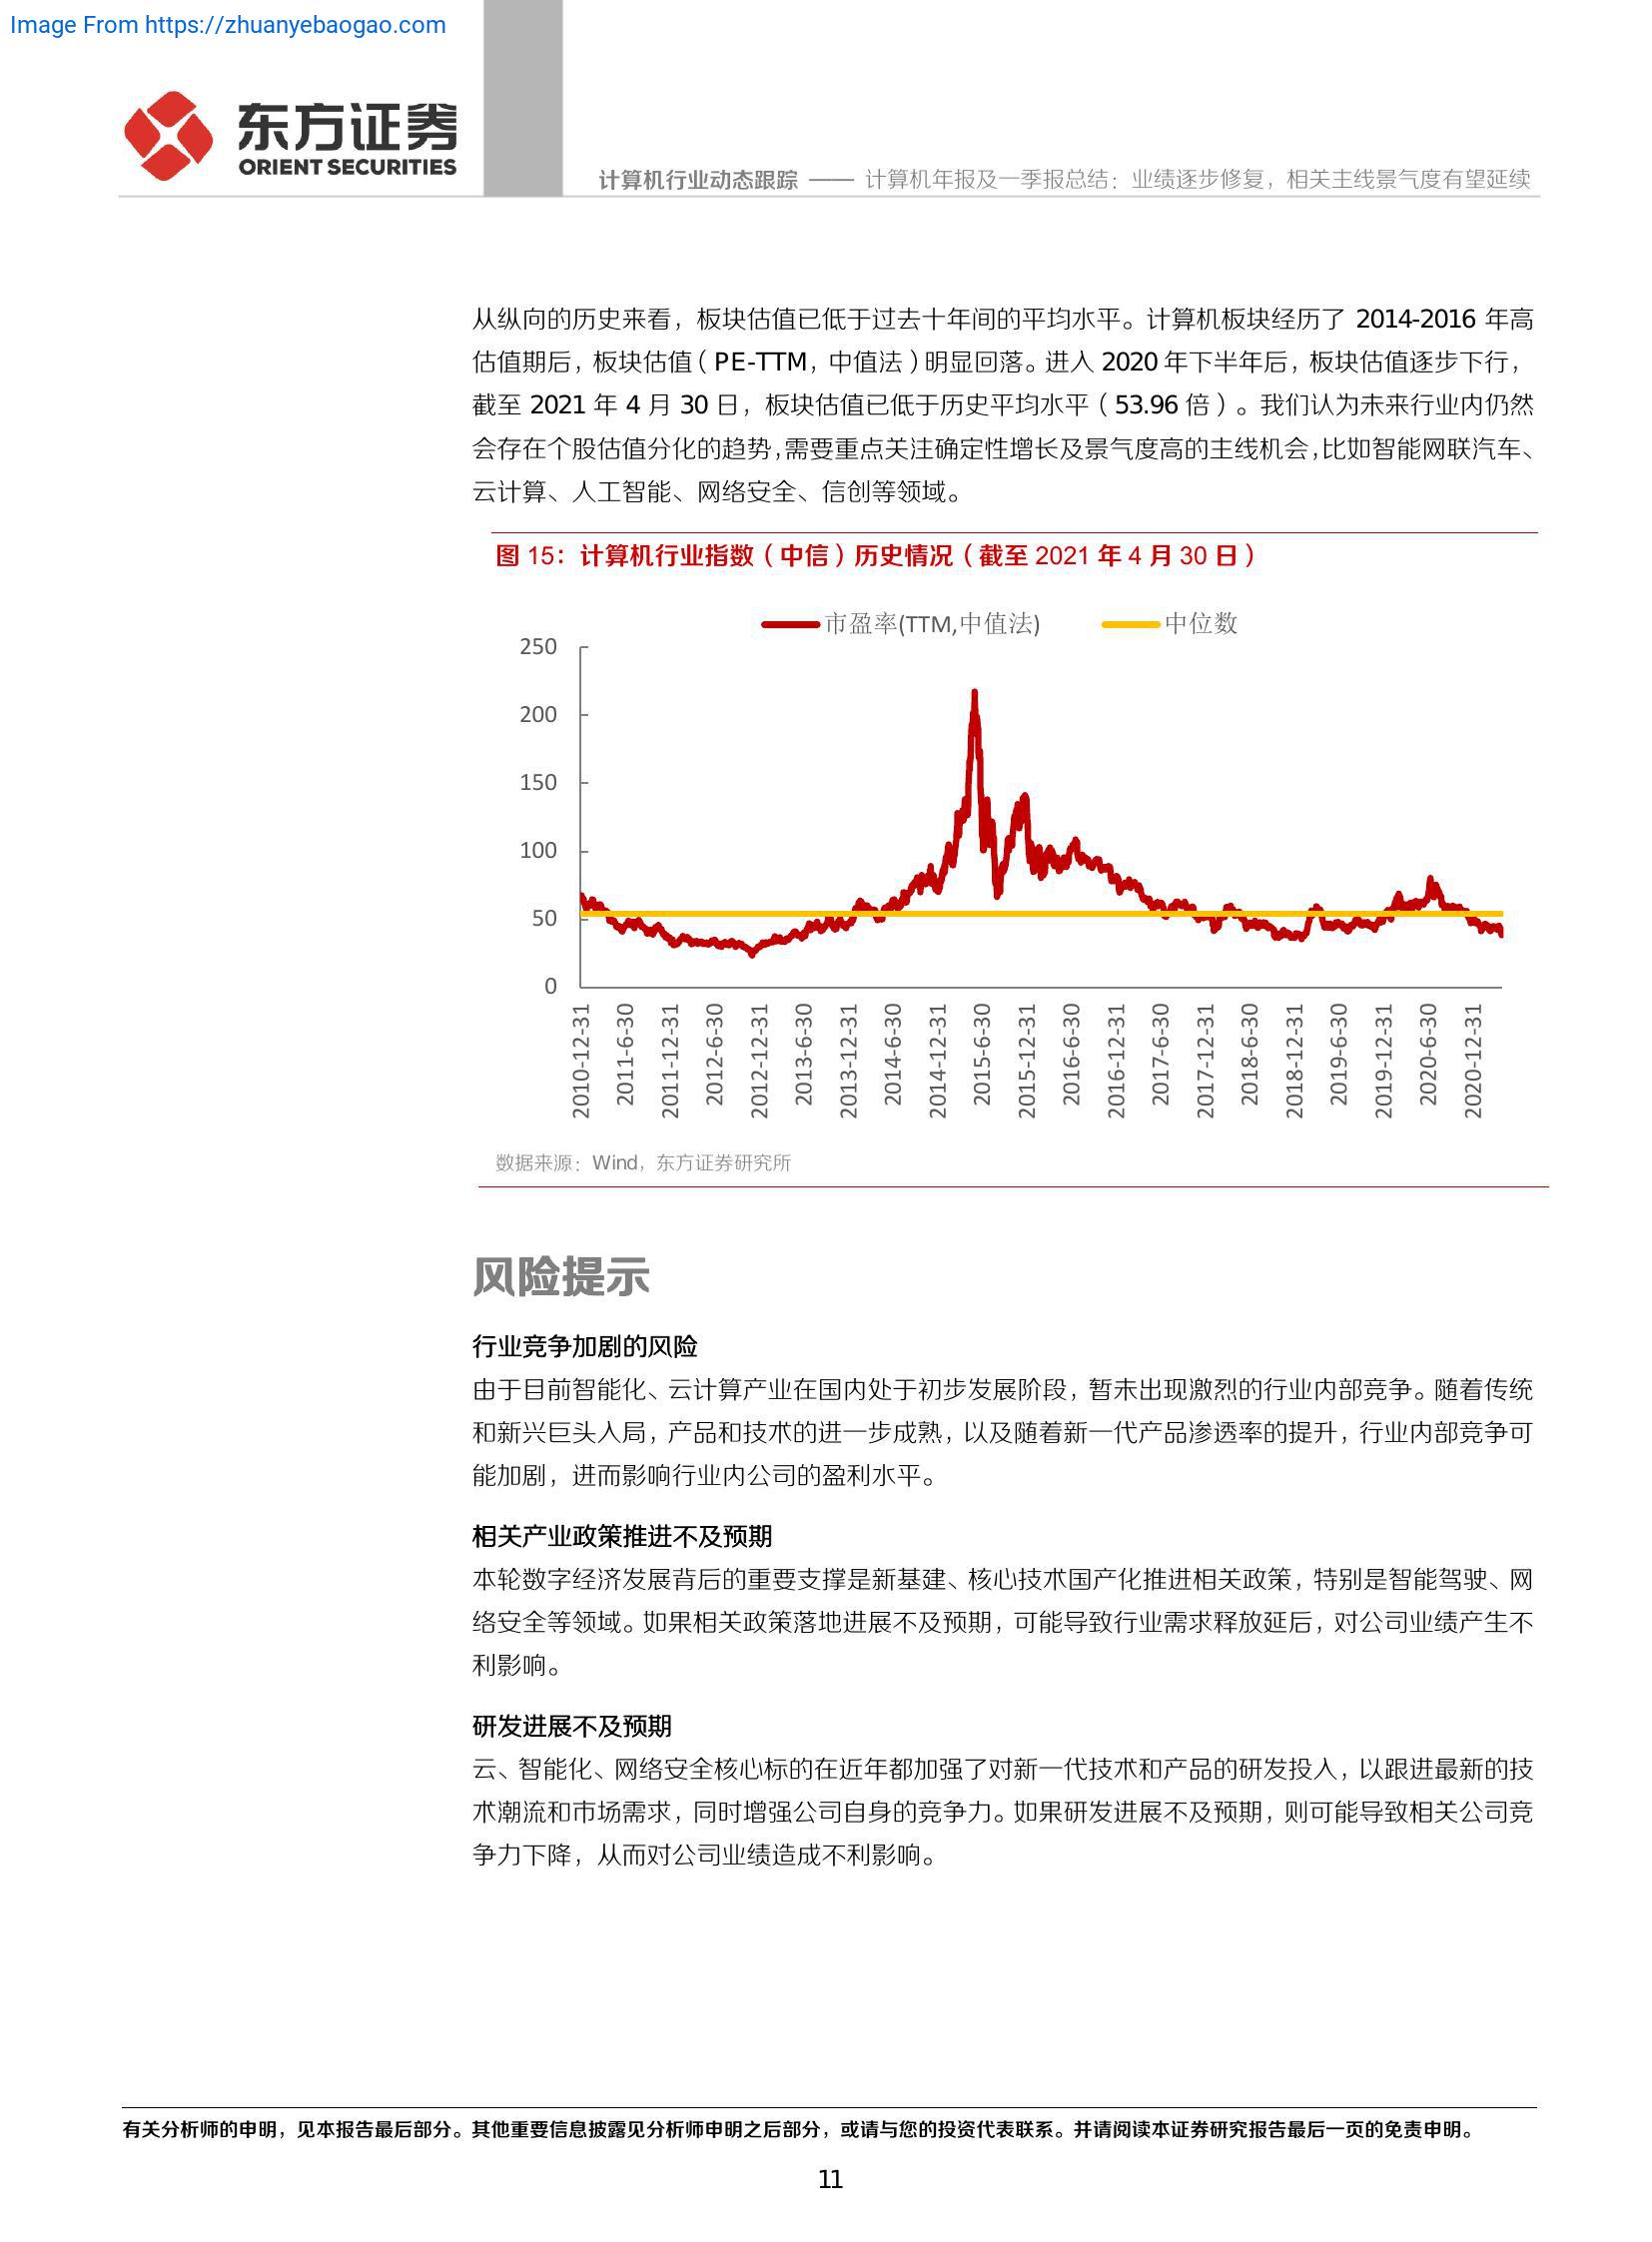 Image From https://zhuanyebaogao.com
东方证券
ORIENT SECURITIES
计算机行业动态跟踪 —— 计算机年报及一季报总结：业绩逐步修复，相关主线景气度有望延续
从纵向的历史来看，板块估值已低于过去十年间的平均水平。计算机板块经历了 2014-2016 年高
估值期后，板块估值（PE-TTM，中值法）明显回落。进入 2020 年下半年后，板块估值逐步下行，
截至 2021 年 4 月 30 日，板块估值已低于历史平均水平（53.96 倍）。我们认为未来行业内仍然
会存在个股估值分化的趋势，需要重点关注确定性增长及景气度高的主线机会，比如智能网联汽车、
云计算、人工智能、网络安全、信创等领域。
图 15：计算机行业指数（中信）历史情况（截至 2021 年 4 月 30 日）
市盈率(TTM,中值法) 中位数
250
200
150
100
50
0
2010-12-31
2011-6-30
2011-12-31
2012-6-30
2012-12-31
2013-6-30
2013-12-31
2014-6-30
2014-12-31
2015-6-30
2015-12-31
2016-6-30
2016-12-31
2017-6-30
2017-12-31
2018-6-30
2018-12-31
2019-6-30
2019-12-31
2020-6-30
2020-12-31
数据来源：Wind，东方证券研究所
风险提示
行业竞争加剧的风险
由于目前智能化、云计算产业在国内处于初步发展阶段，暂未出现激烈的行业内部竞争。随着传统
和新兴巨头入局，产品和技术的进一步成熟，以及随着新一代产品渗透率的提升，行业内部竞争可
能加剧，进而影响行业内公司的盈利水平。
相关产业政策推进不及预期
本轮数字经济发展背后的重要支撑是新基建、核心技术国产化推进相关政策，特别是智能驾驶、网
络安全等领域。如果相关政策落地进展不及预期，可能导致行业需求释放延后，对公司业绩产生不
利影响。
研发进展不及预期
云、智能化、网络安全核心标的在近年都加强了对新一代技术和产品的研发投入，以跟进最新的技
术潮流和市场需求，同时增强公司自身的竞争力。如果研发进展不及预期，则可能导致相关公司竞
争力下降，从而对公司业绩造成不利影响。
有关分析师的申明，见本报告最后部分。其他重要信息披露见分析师申明之后部分，或请与您的投资代表联系。并请阅读本证券研究报告最后一页的免责申明。
11